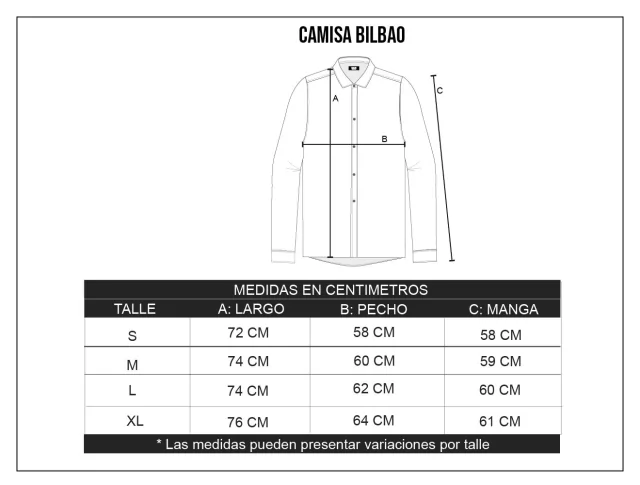 CAMISA BILBAO
A
B
C
MEDIDAS EN CENTIMETROS
TALLE A: LARGO B: PECHO C: MANGA
S 72 CM 58 CM 58 CM
M 74 CM 60 CM 59 CM
L 74 CM 62 CM 60 CM
XL 76 CM 64 CM 61 CM
* Las medidas pueden presentar variaciones por talle